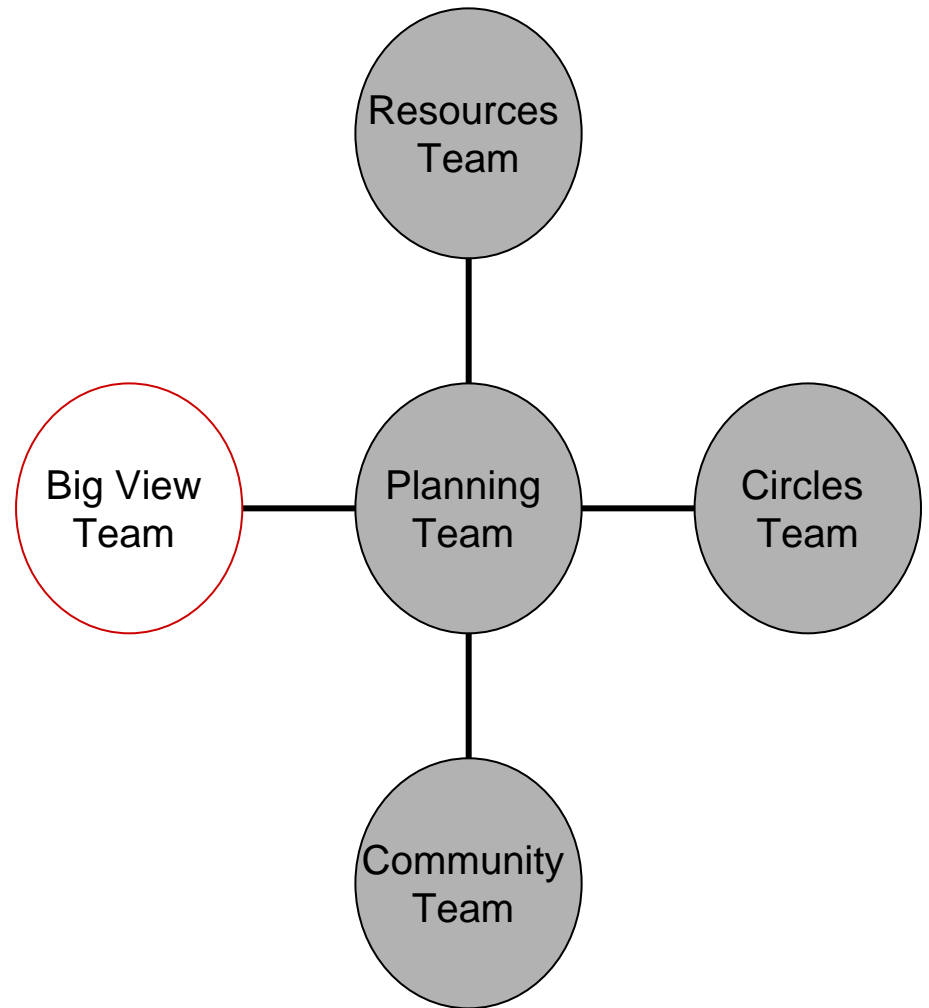 Resources
Team
Big View
Team
Planning
Team
Circles
Team
Community
Team